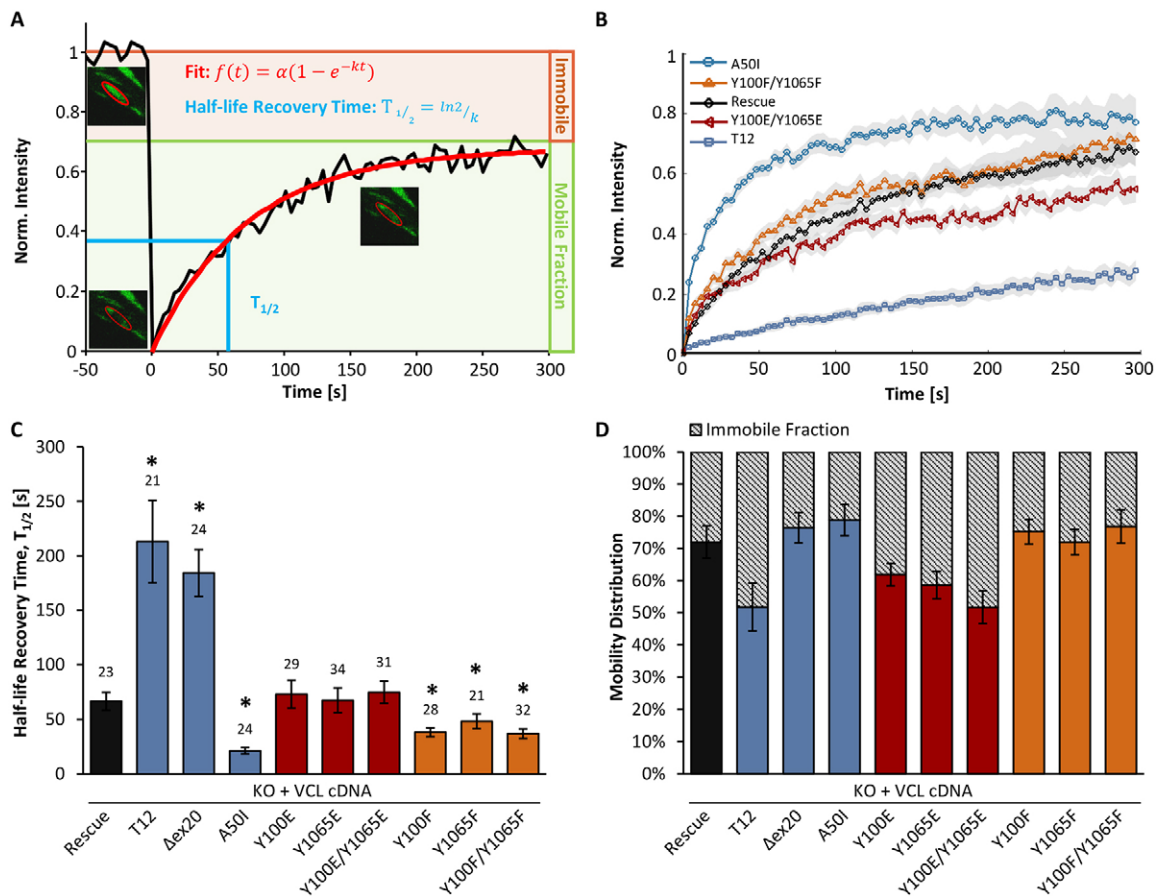 A
Norm. Intensity
1
0.8
0.6
0.4
0.2
0
-50
0
50
100
150
200
250
300
Time [s]
Fit: f(t) = α(1 − e^{-kt})
Half-life Recovery Time: T_{1/2} = ln2/k
T_{1/2}
Immobile
Mobile Fraction
B
Norm. Intensity
1
0.8
0.6
0.4
0.2
0
0
50
100
150
200
250
300
Time [s]
A50I
Y100F/Y1065F
Rescue
Y100E/Y1065E
T12
C
Half-life Recovery Time, T_{1/2} [s]
300
250
200
150
100
50
0
23
*
21
*
24
*
24
29
34
31
*
28
*
21
*
32
KO + VCL cDNA
Rescue
T12
Δex20
A50I
Y100E
Y1065E
Y100E/Y1065E
Y100F
Y1065F
Y100F/Y1065F
D
Immobile Fraction
Mobility Distribution
100%
90%
80%
70%
60%
50%
40%
30%
20%
10%
0%
KO + VCL cDNA
Rescue
T12
Δex20
A50I
Y100E
Y1065E
Y100E/Y1065E
Y100F
Y1065F
Y100F/Y1065F